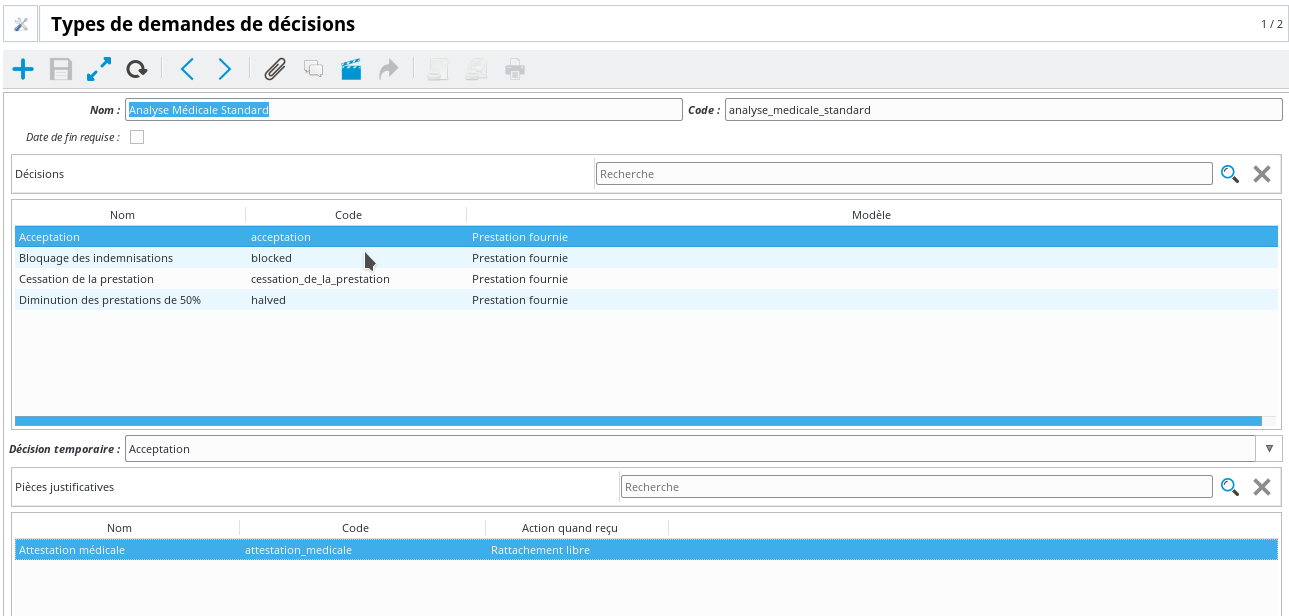 Types de demandes de décisions
1 / 2
Nom : Analyse Médicale Standard Code : analyse_medicale_standard
Date de fin requise :
Décisions Recherche
Nom Code Modèle
Acceptation acceptation Prestation fournie
Bloquage des indemnisations blocked Prestation fournie
Cessation de la prestation cessation_de_la_prestation Prestation fournie
Diminution des prestations de 50% halved Prestation fournie
Décision temporaire : Acceptation
Pièces justificatives Recherche
Nom Code Action quand reçu
Attestation médicale attestation_medicale Rattachement libre